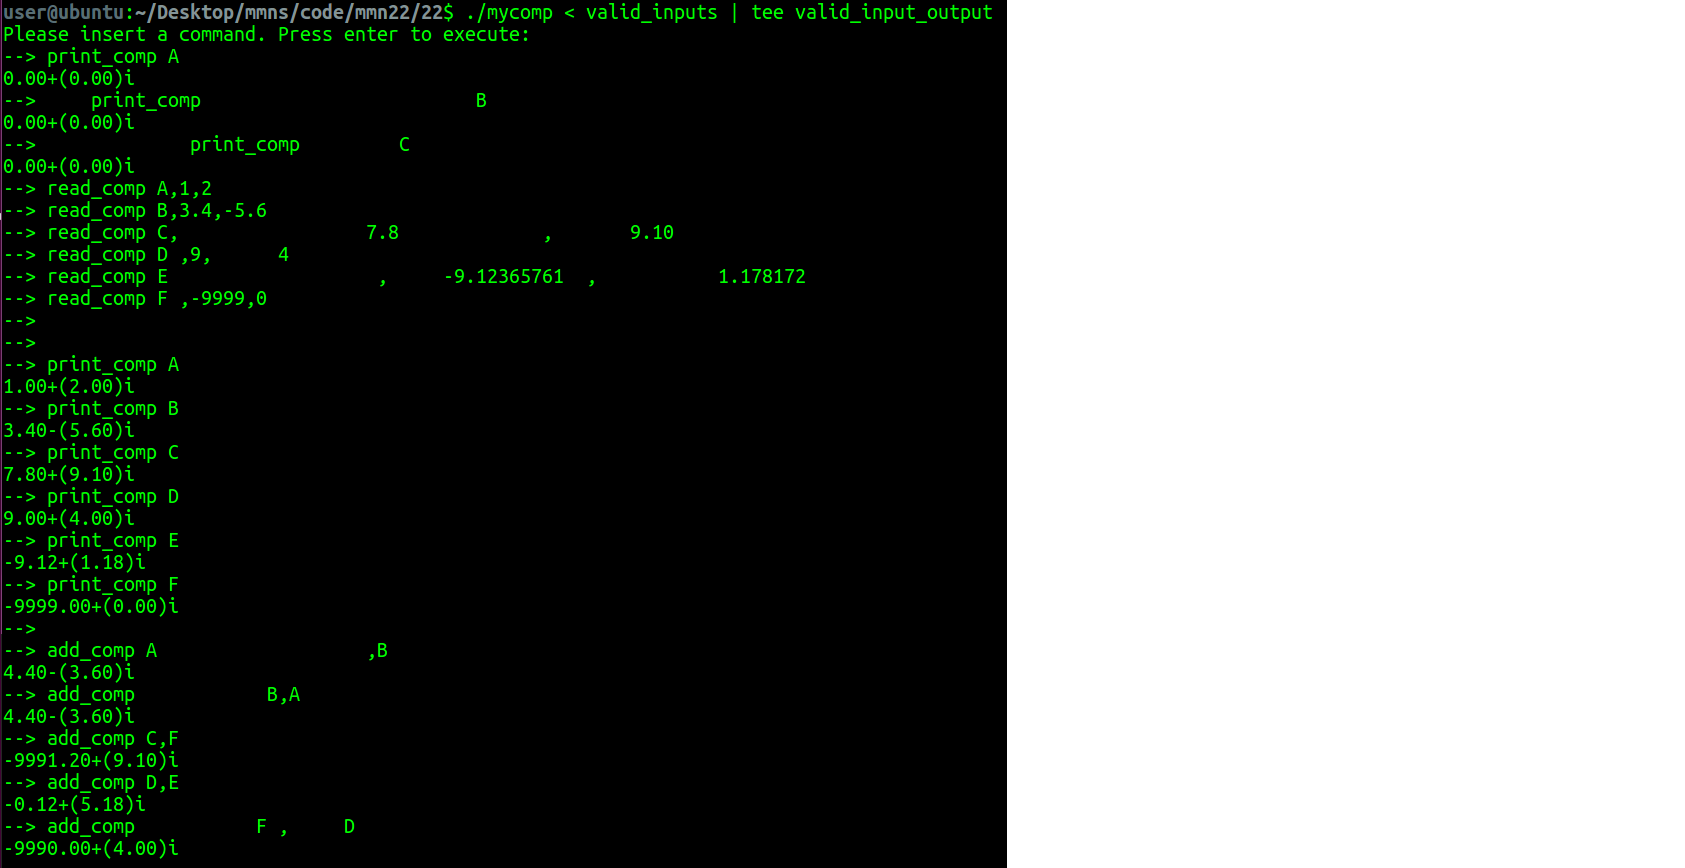 user@ubuntu:~/Desktop/mmns/code/mmn22/22$ ./mycomp < valid_inputs | tee valid_input_output
Please insert a command. Press enter to execute:
--> print_comp A
0.00+(0.00)i
-->     print_comp                         B
0.00+(0.00)i
-->              print_comp         C
0.00+(0.00)i
--> read_comp A,1,2
--> read_comp B,3.4,-5.6
--> read_comp C,                 7.8             ,       9.10
--> read_comp D ,9,      4
--> read_comp E                   ,     -9.12365761  ,           1.178172
--> read_comp F ,-9999,0
-->
-->
--> print_comp A
1.00+(2.00)i
--> print_comp B
3.40-(5.60)i
--> print_comp C
7.80+(9.10)i
--> print_comp D
9.00+(4.00)i
--> print_comp E
-9.12+(1.18)i
--> print_comp F
-9999.00+(0.00)i
-->
--> add_comp A                   ,B
4.40-(3.60)i
--> add_comp            B,A
4.40-(3.60)i
--> add_comp C,F
-9991.20+(9.10)i
--> add_comp D,E
-0.12+(5.18)i
--> add_comp           F ,     D
-9990.00+(4.00)i